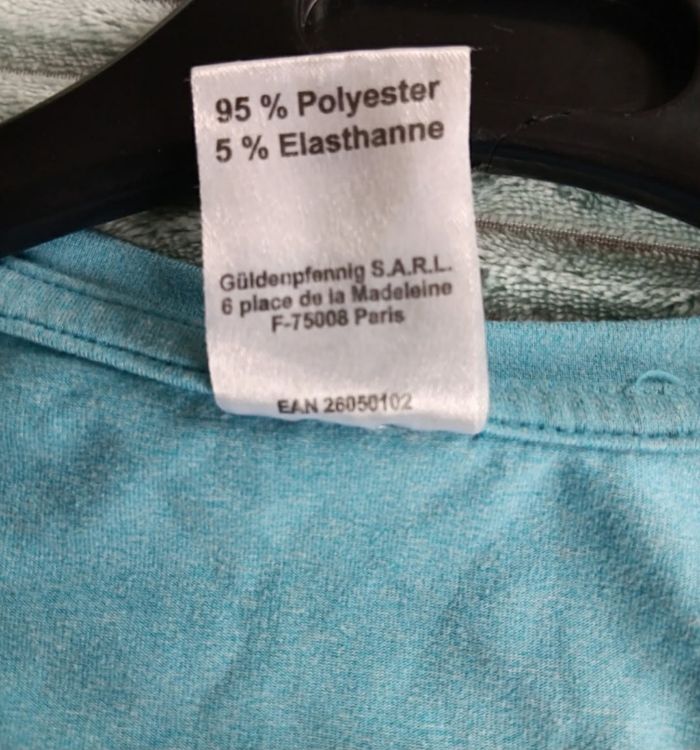 95 % Polyester
5 % Elasthanne
Güldenpfennig S.A.R.L.
6 place de la Madeleine
F-75008 Paris
EAN 26050102